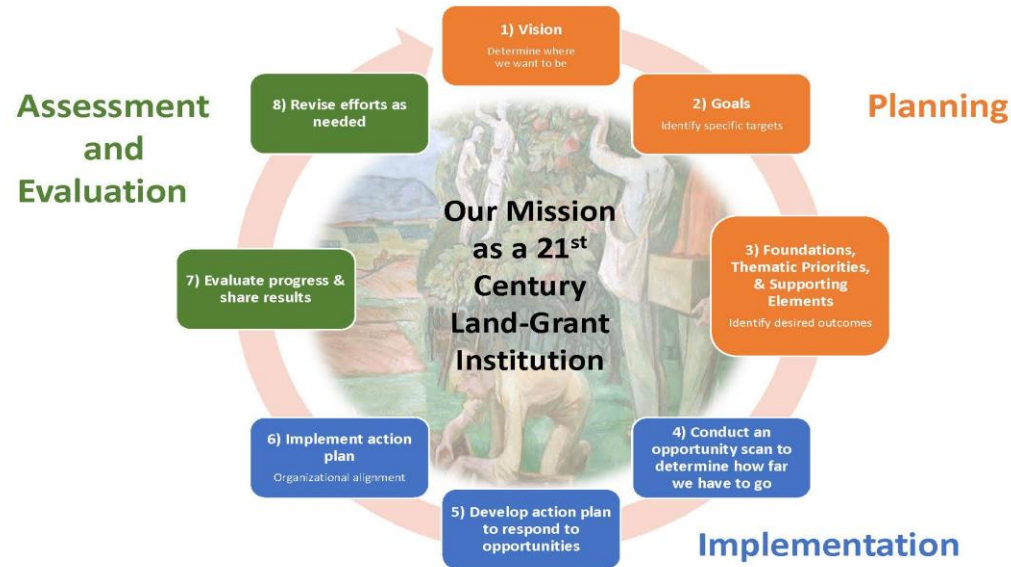 1) Vision
Determine where
we want to be
2) Goals
Identify specific targets
Planning
3) Foundations,
Thematic Priorities,
& Supporting
Elements
Identify desired outcomes
4) Conduct an
opportunity scan to
determine how far
we have to go
Implementation
5) Develop action plan
to respond to
opportunities
6) Implement action
plan
Organizational alignment
7) Evaluate progress &
share results
8) Revise efforts as
needed
Assessment
and
Evaluation
Our Mission
as a 21st
Century
Land-Grant
Institution